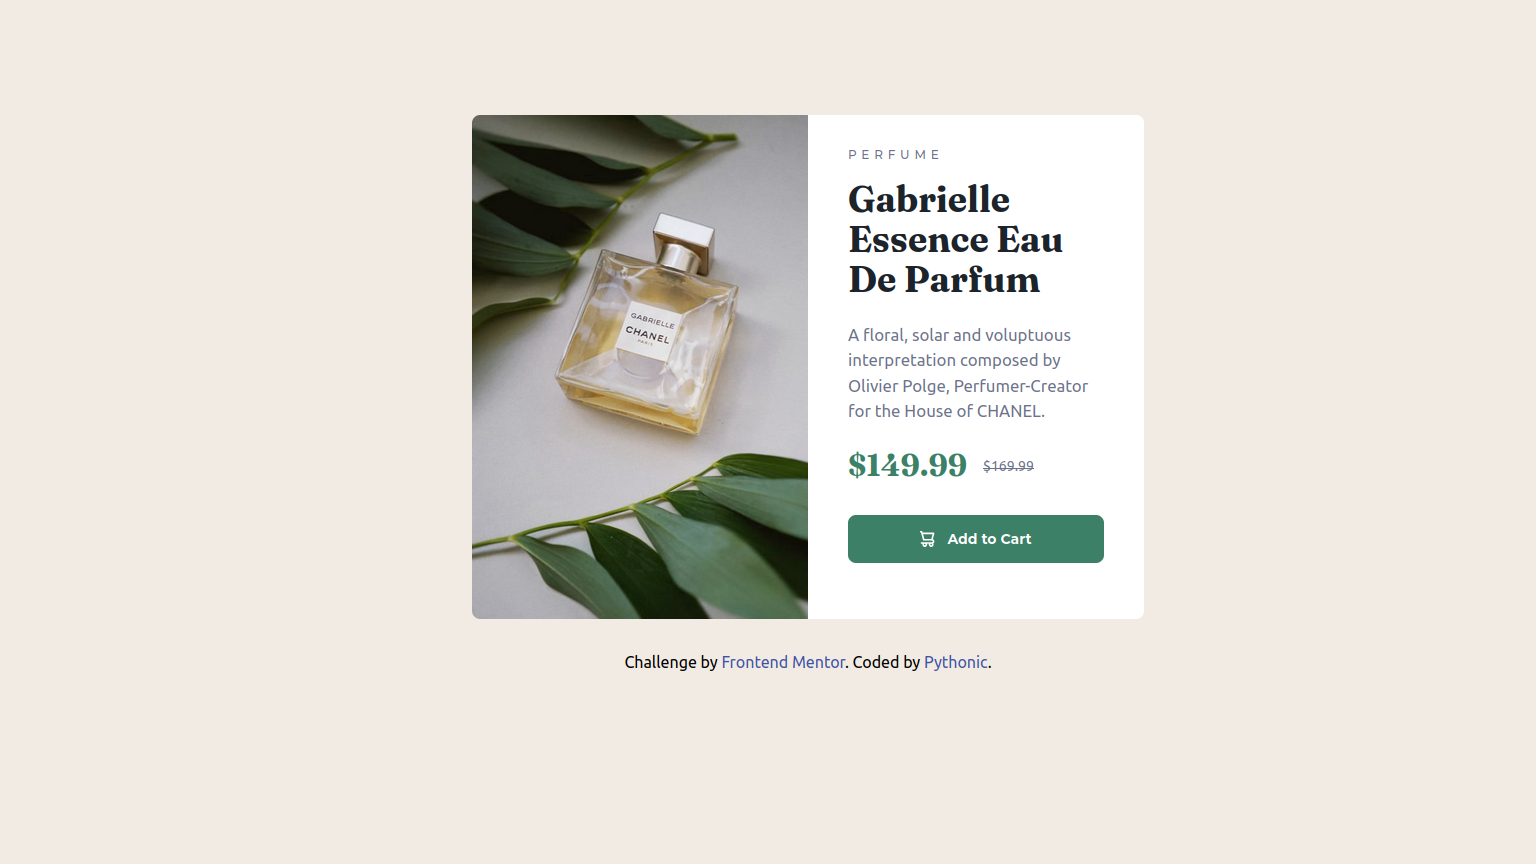 GABRIELLE
CHANEL
PARIS
PERFUME
Gabrielle
Essence Eau
De Parfum
A floral, solar and voluptuous
interpretation composed by
Olivier Polge, Perfumer-Creator
for the House of CHANEL.
$149.99 $169.99
Add to Cart
Challenge by Frontend Mentor. Coded by Pythonic.